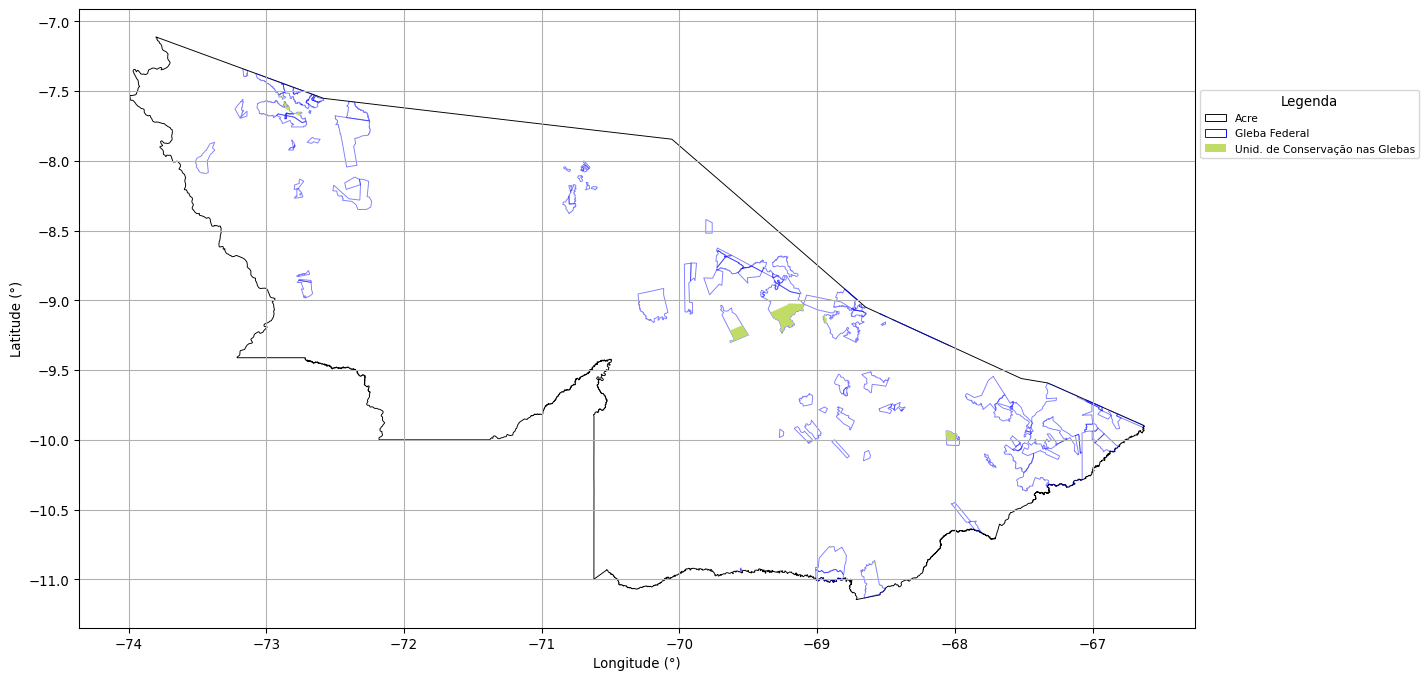 −7.0
−7.5
−8.0
−8.5
−9.0
−9.5
−10.0
−10.5
−11.0
Latitude (°)
−74
−73
−72
−71
−70
−69
−68
−67
Longitude (°)
Legenda
Acre
Gleba Federal
Unid. de Conservação nas Glebas